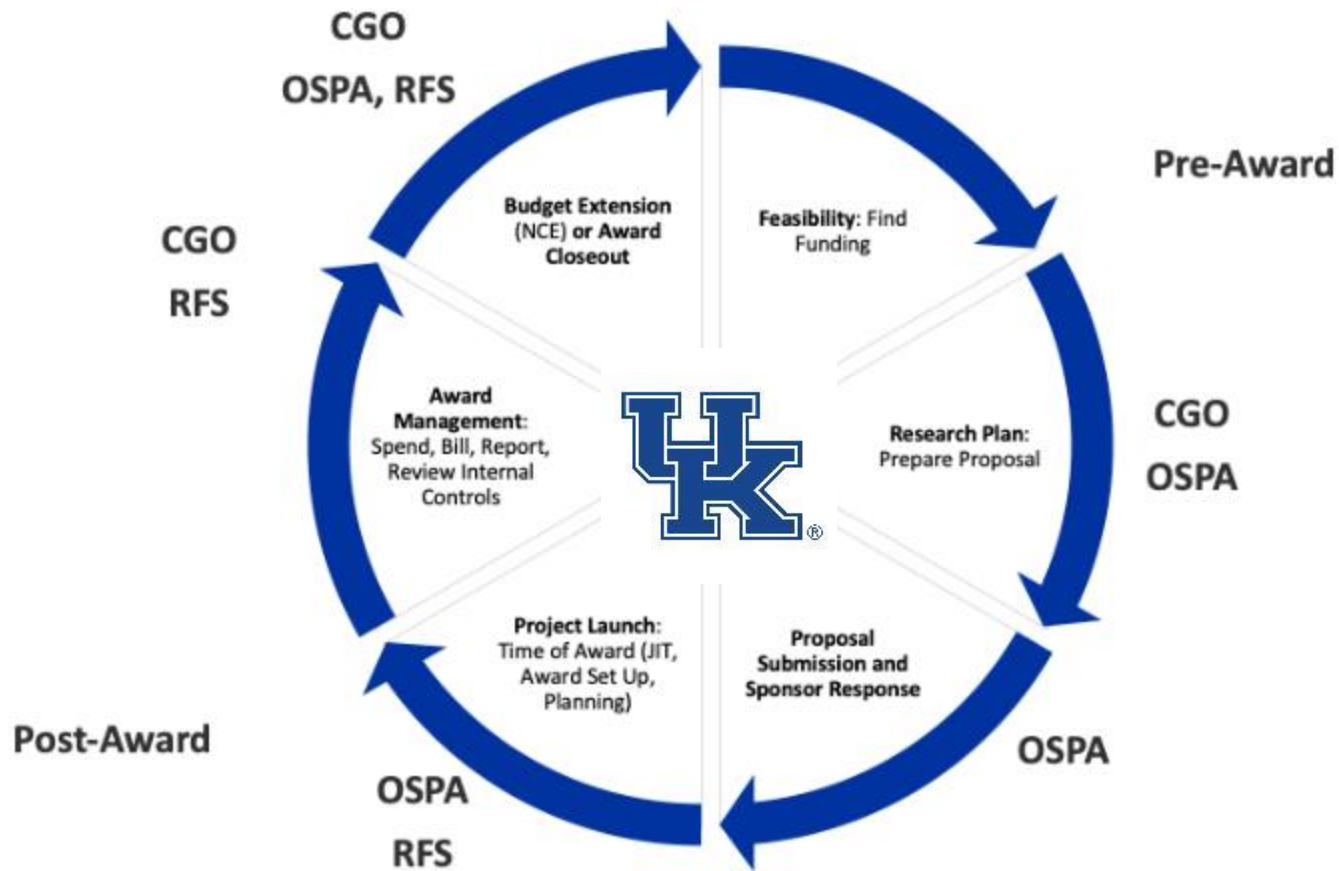 CGO
OSPA, RFS
Pre-Award
Budget Extension
(NCE) or Award
Closeout
Feasibility: Find
Funding
CGO
RFS
Award
Management:
Spend, Bill, Report,
Review Internal
Controls
UK
®
Research Plan:
Prepare Proposal
CGO
OSPA
Project Launch:
Time of Award (JIT,
Award Set Up,
Planning)
Proposal
Submission and
Sponsor Response
Post-Award
OSPA
OSPA
RFS